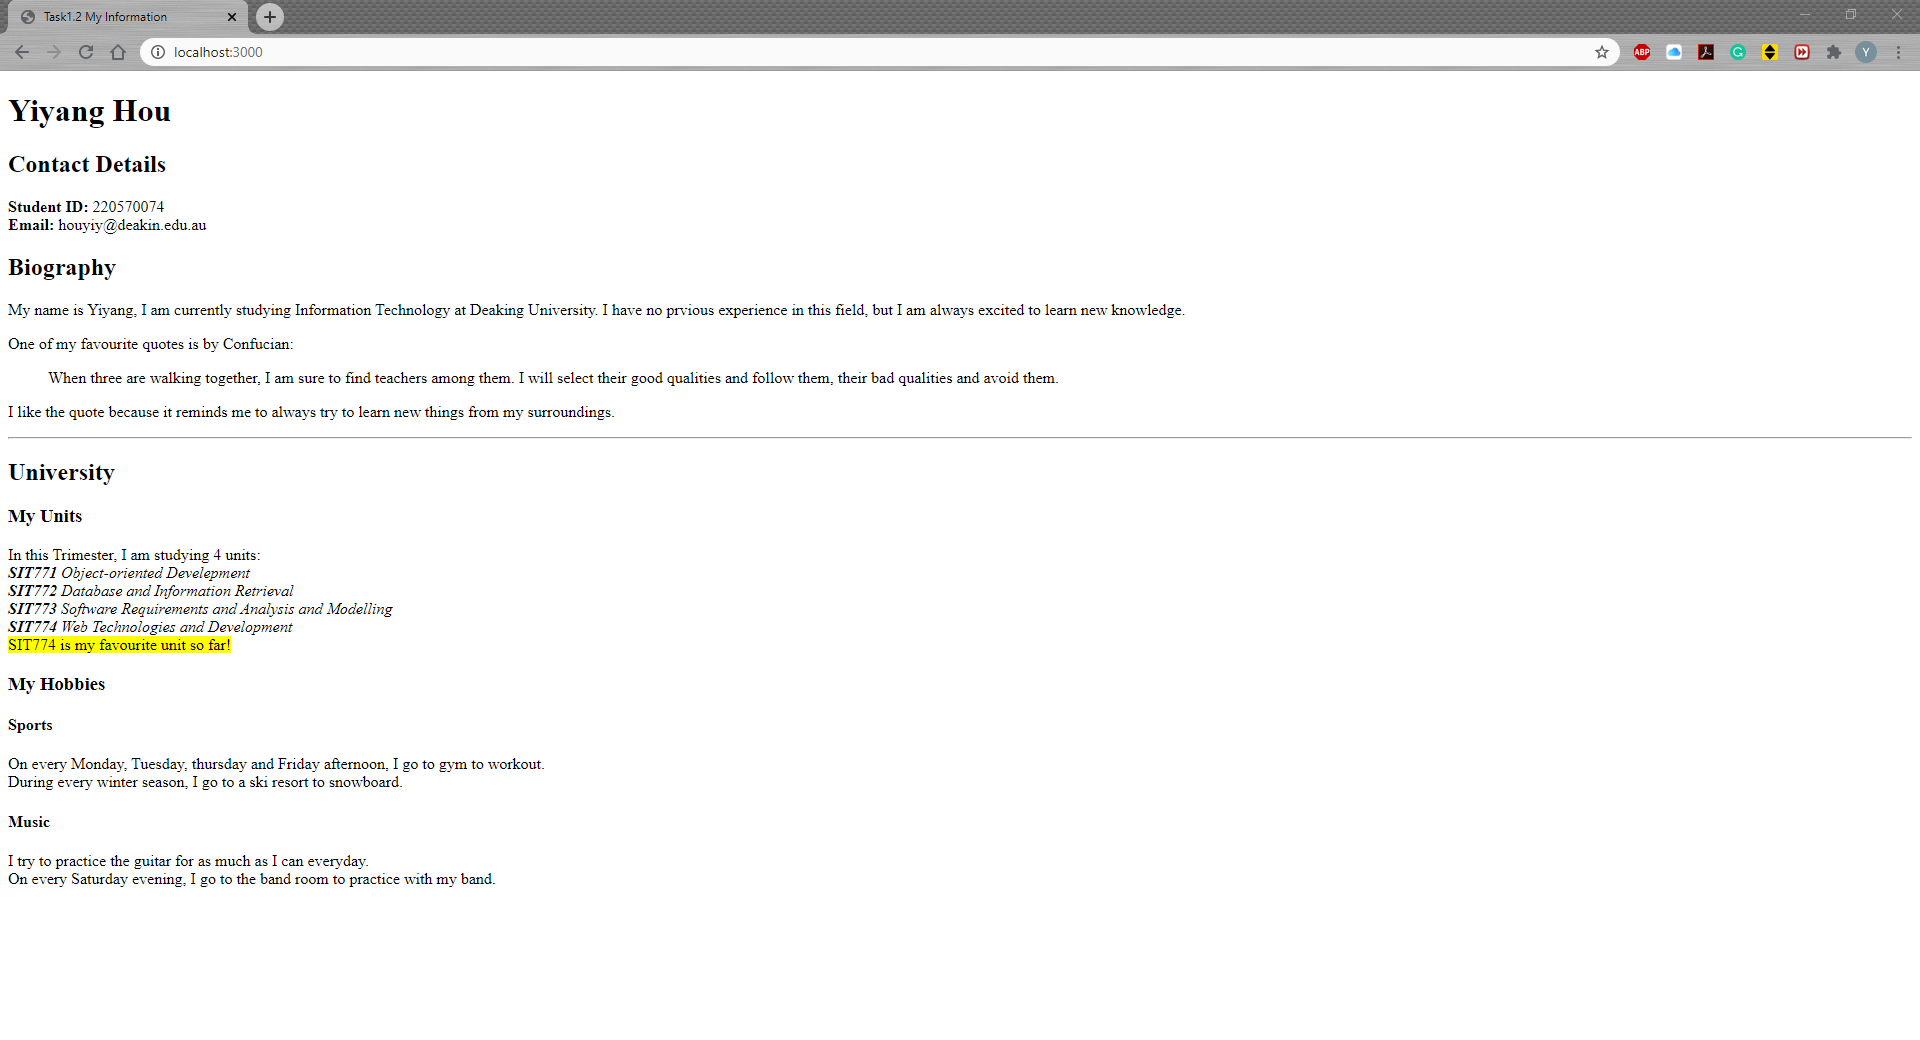 Task1.2 My Information
localhost:3000
ABP
G
Y
Yiyang Hou
Contact Details
Student ID: 220570074
Email: houyiy@deakin.edu.au
Biography
My name is Yiyang, I am currently studying Information Technology at Deaking University. I have no prvious experience in this field, but I am always excited to learn new knowledge.
One of my favourite quotes is by Confucian:
When three are walking together, I am sure to find teachers among them. I will select their good qualities and follow them, their bad qualities and avoid them.
I like the quote because it reminds me to always try to learn new things from my surroundings.
University
My Units
In this Trimester, I am studying 4 units:
SIT771 Object-oriented Develepment
SIT772 Database and Information Retrieval
SIT773 Software Requirements and Analysis and Modelling
SIT774 Web Technologies and Development
SIT774 is my favourite unit so far!
My Hobbies
Sports
On every Monday, Tuesday, thursday and Friday afternoon, I go to gym to workout.
During every winter season, I go to a ski resort to snowboard.
Music
I try to practice the guitar for as much as I can everyday.
On every Saturday evening, I go to the band room to practice with my band.